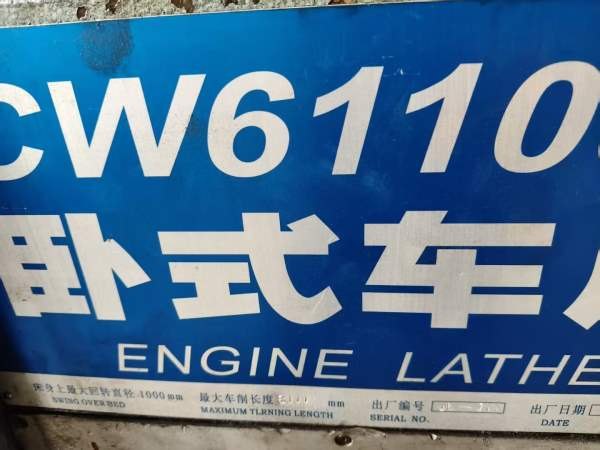 CW6110
卧式车
ENGINE LATHE
床身上最大回转直径 1000 mm 最大车削长度 mm 出厂编号 出厂日期
SWING OVER BED MAXIMUM TLRNING LENGTH SERIAL NO. DATE